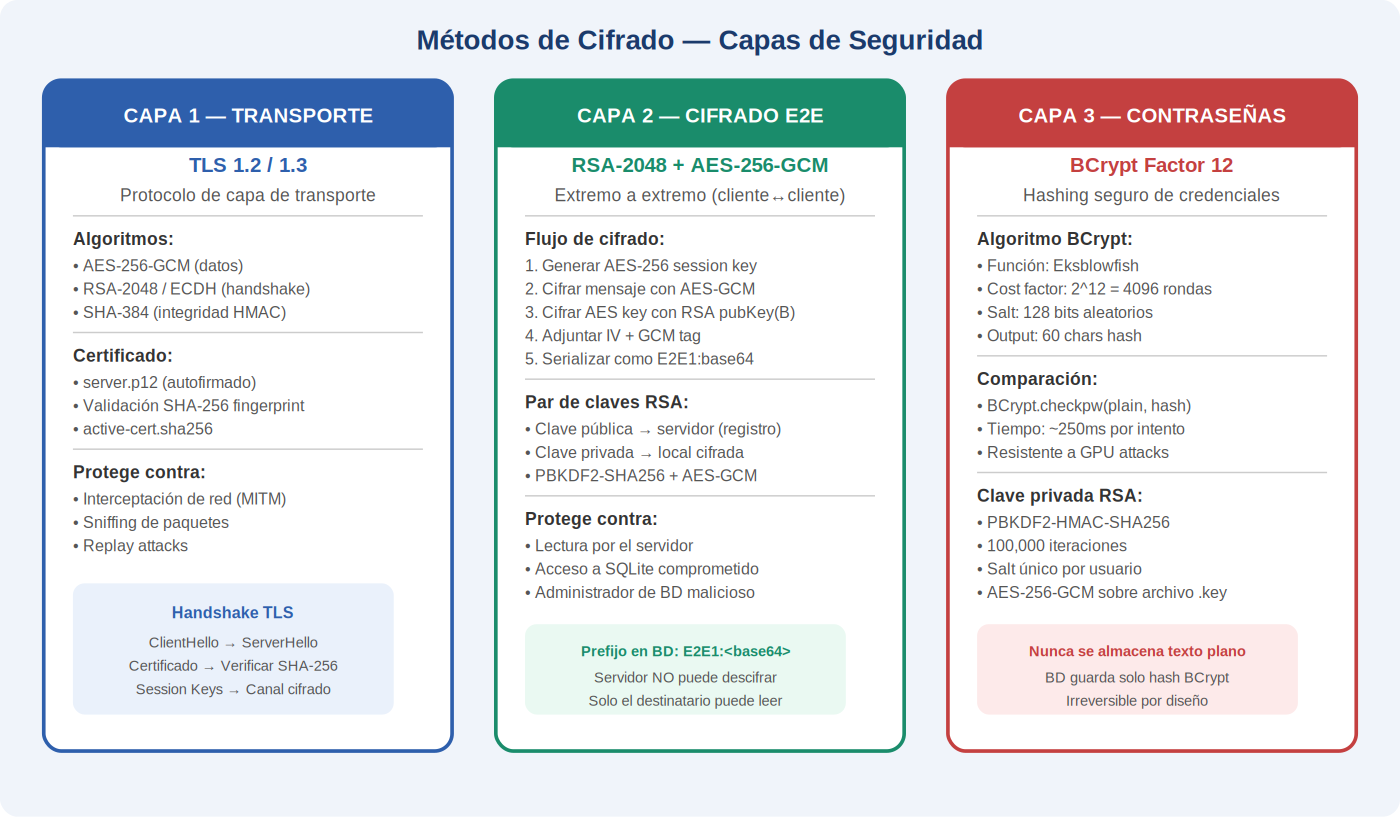 Métodos de Cifrado — Capas de Seguridad
CAPA 1 — TRANSPORTE
TLS 1.2 / 1.3
Protocolo de capa de transporte
Algoritmos:
• AES-256-GCM (datos)
• RSA-2048 / ECDH (handshake)
• SHA-384 (integridad HMAC)
Certificado:
• server.p12 (autofirmado)
• Validación SHA-256 fingerprint
• active-cert.sha256
Protege contra:
• Interceptación de red (MITM)
• Sniffing de paquetes
• Replay attacks
Handshake TLS
ClientHello → ServerHello
Certificado → Verificar SHA-256
Session Keys → Canal cifrado
CAPA 2 — CIFRADO E2E
RSA-2048 + AES-256-GCM
Extremo a extremo (cliente↔cliente)
Flujo de cifrado:
1. Generar AES-256 session key
2. Cifrar mensaje con AES-GCM
3. Cifrar AES key con RSA pubKey(B)
4. Adjuntar IV + GCM tag
5. Serializar como E2E1:base64
Par de claves RSA:
• Clave pública → servidor (registro)
• Clave privada → local cifrada
• PBKDF2-SHA256 + AES-GCM
Protege contra:
• Lectura por el servidor
• Acceso a SQLite comprometido
• Administrador de BD malicioso
Prefijo en BD: E2E1:<base64>
Servidor NO puede descifrar
Solo el destinatario puede leer
CAPA 3 — CONTRASEÑAS
BCrypt Factor 12
Hashing seguro de credenciales
Algoritmo BCrypt:
• Función: Eksblowfish
• Cost factor: 2^12 = 4096 rondas
• Salt: 128 bits aleatorios
• Output: 60 chars hash
Comparación:
• BCrypt.checkpw(plain, hash)
• Tiempo: ~250ms por intento
• Resistente a GPU attacks
Clave privada RSA:
• PBKDF2-HMAC-SHA256
• 100,000 iteraciones
• Salt único por usuario
• AES-256-GCM sobre archivo .key
Nunca se almacena texto plano
BD guarda solo hash BCrypt
Irreversible por diseño